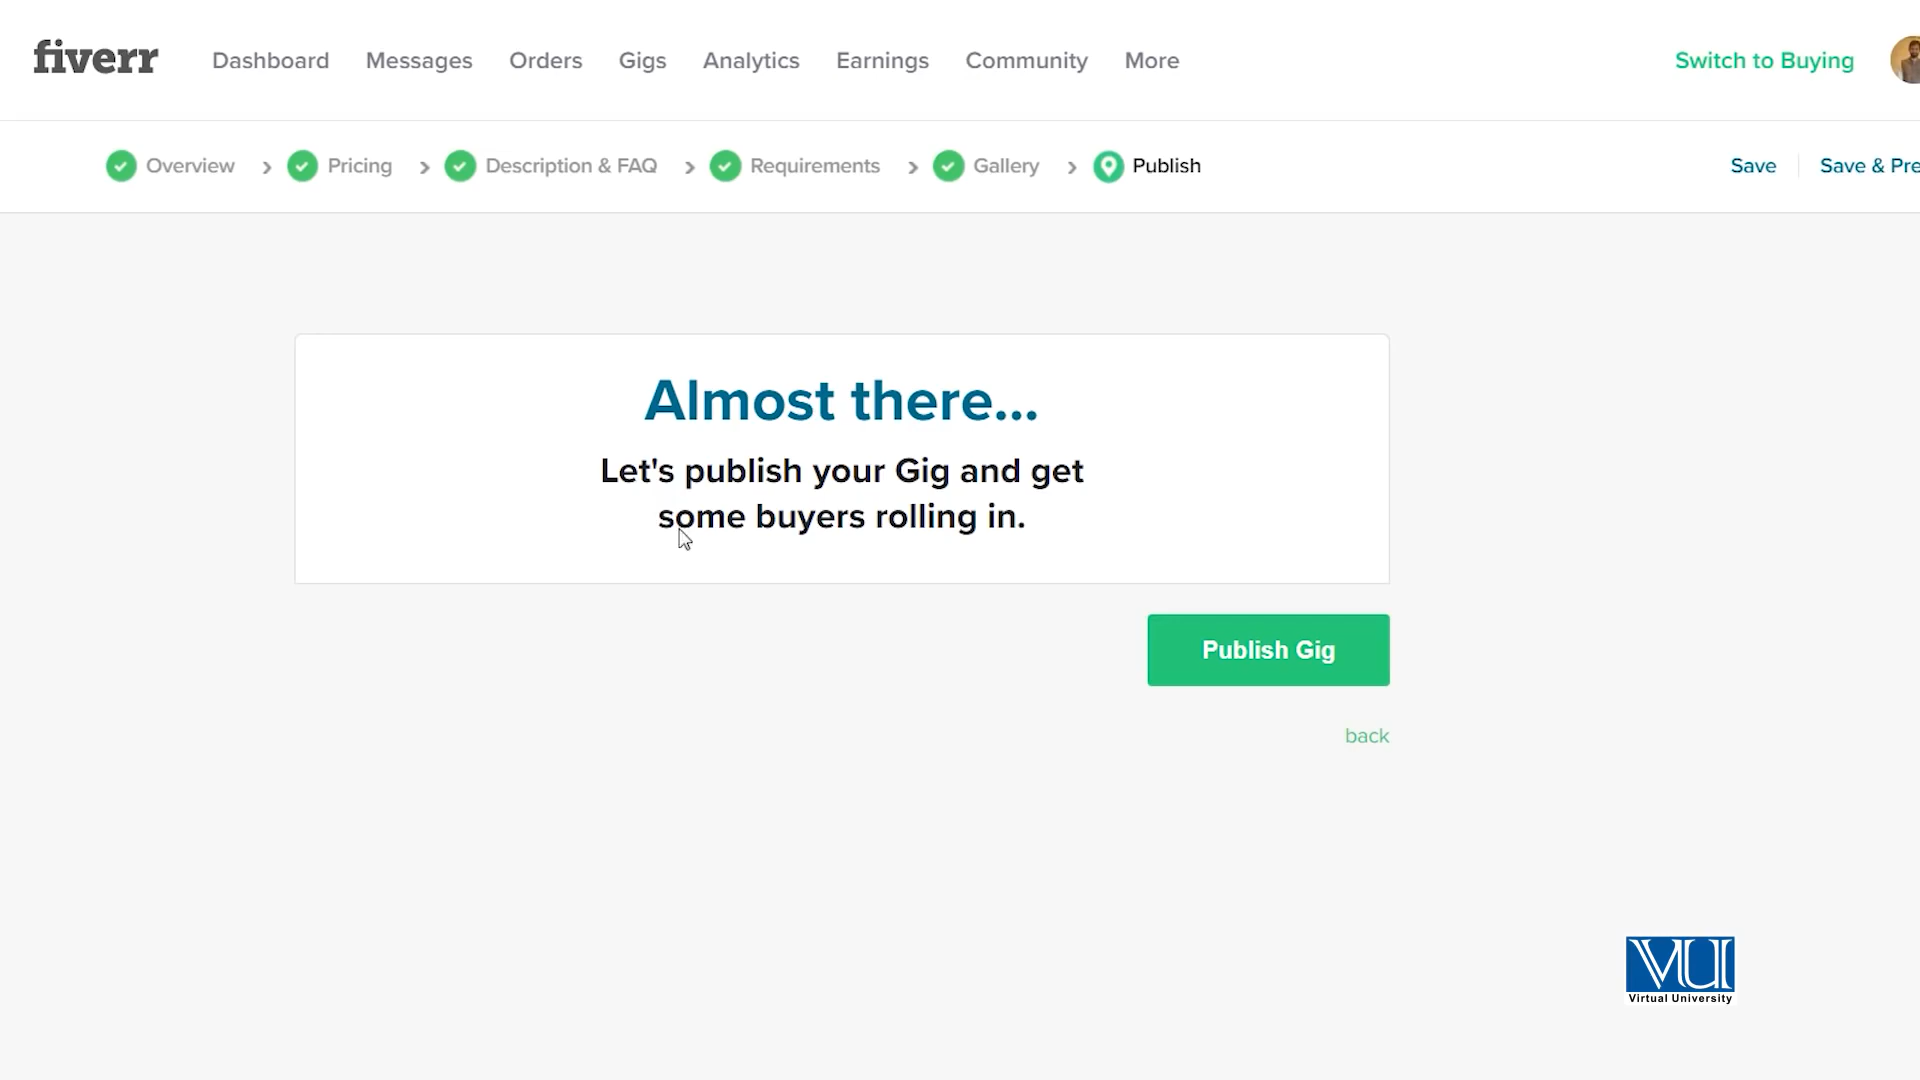 fiverr Dashboard Messages Orders Gigs Analytics Earnings Community More Switch to Buying
Overview Pricing Description & FAQ Requirements Gallery Publish Save Save & Pre
Almost there...
Let's publish your Gig and get
some buyers rolling in.
Publish Gig
back
VU
Virtual University